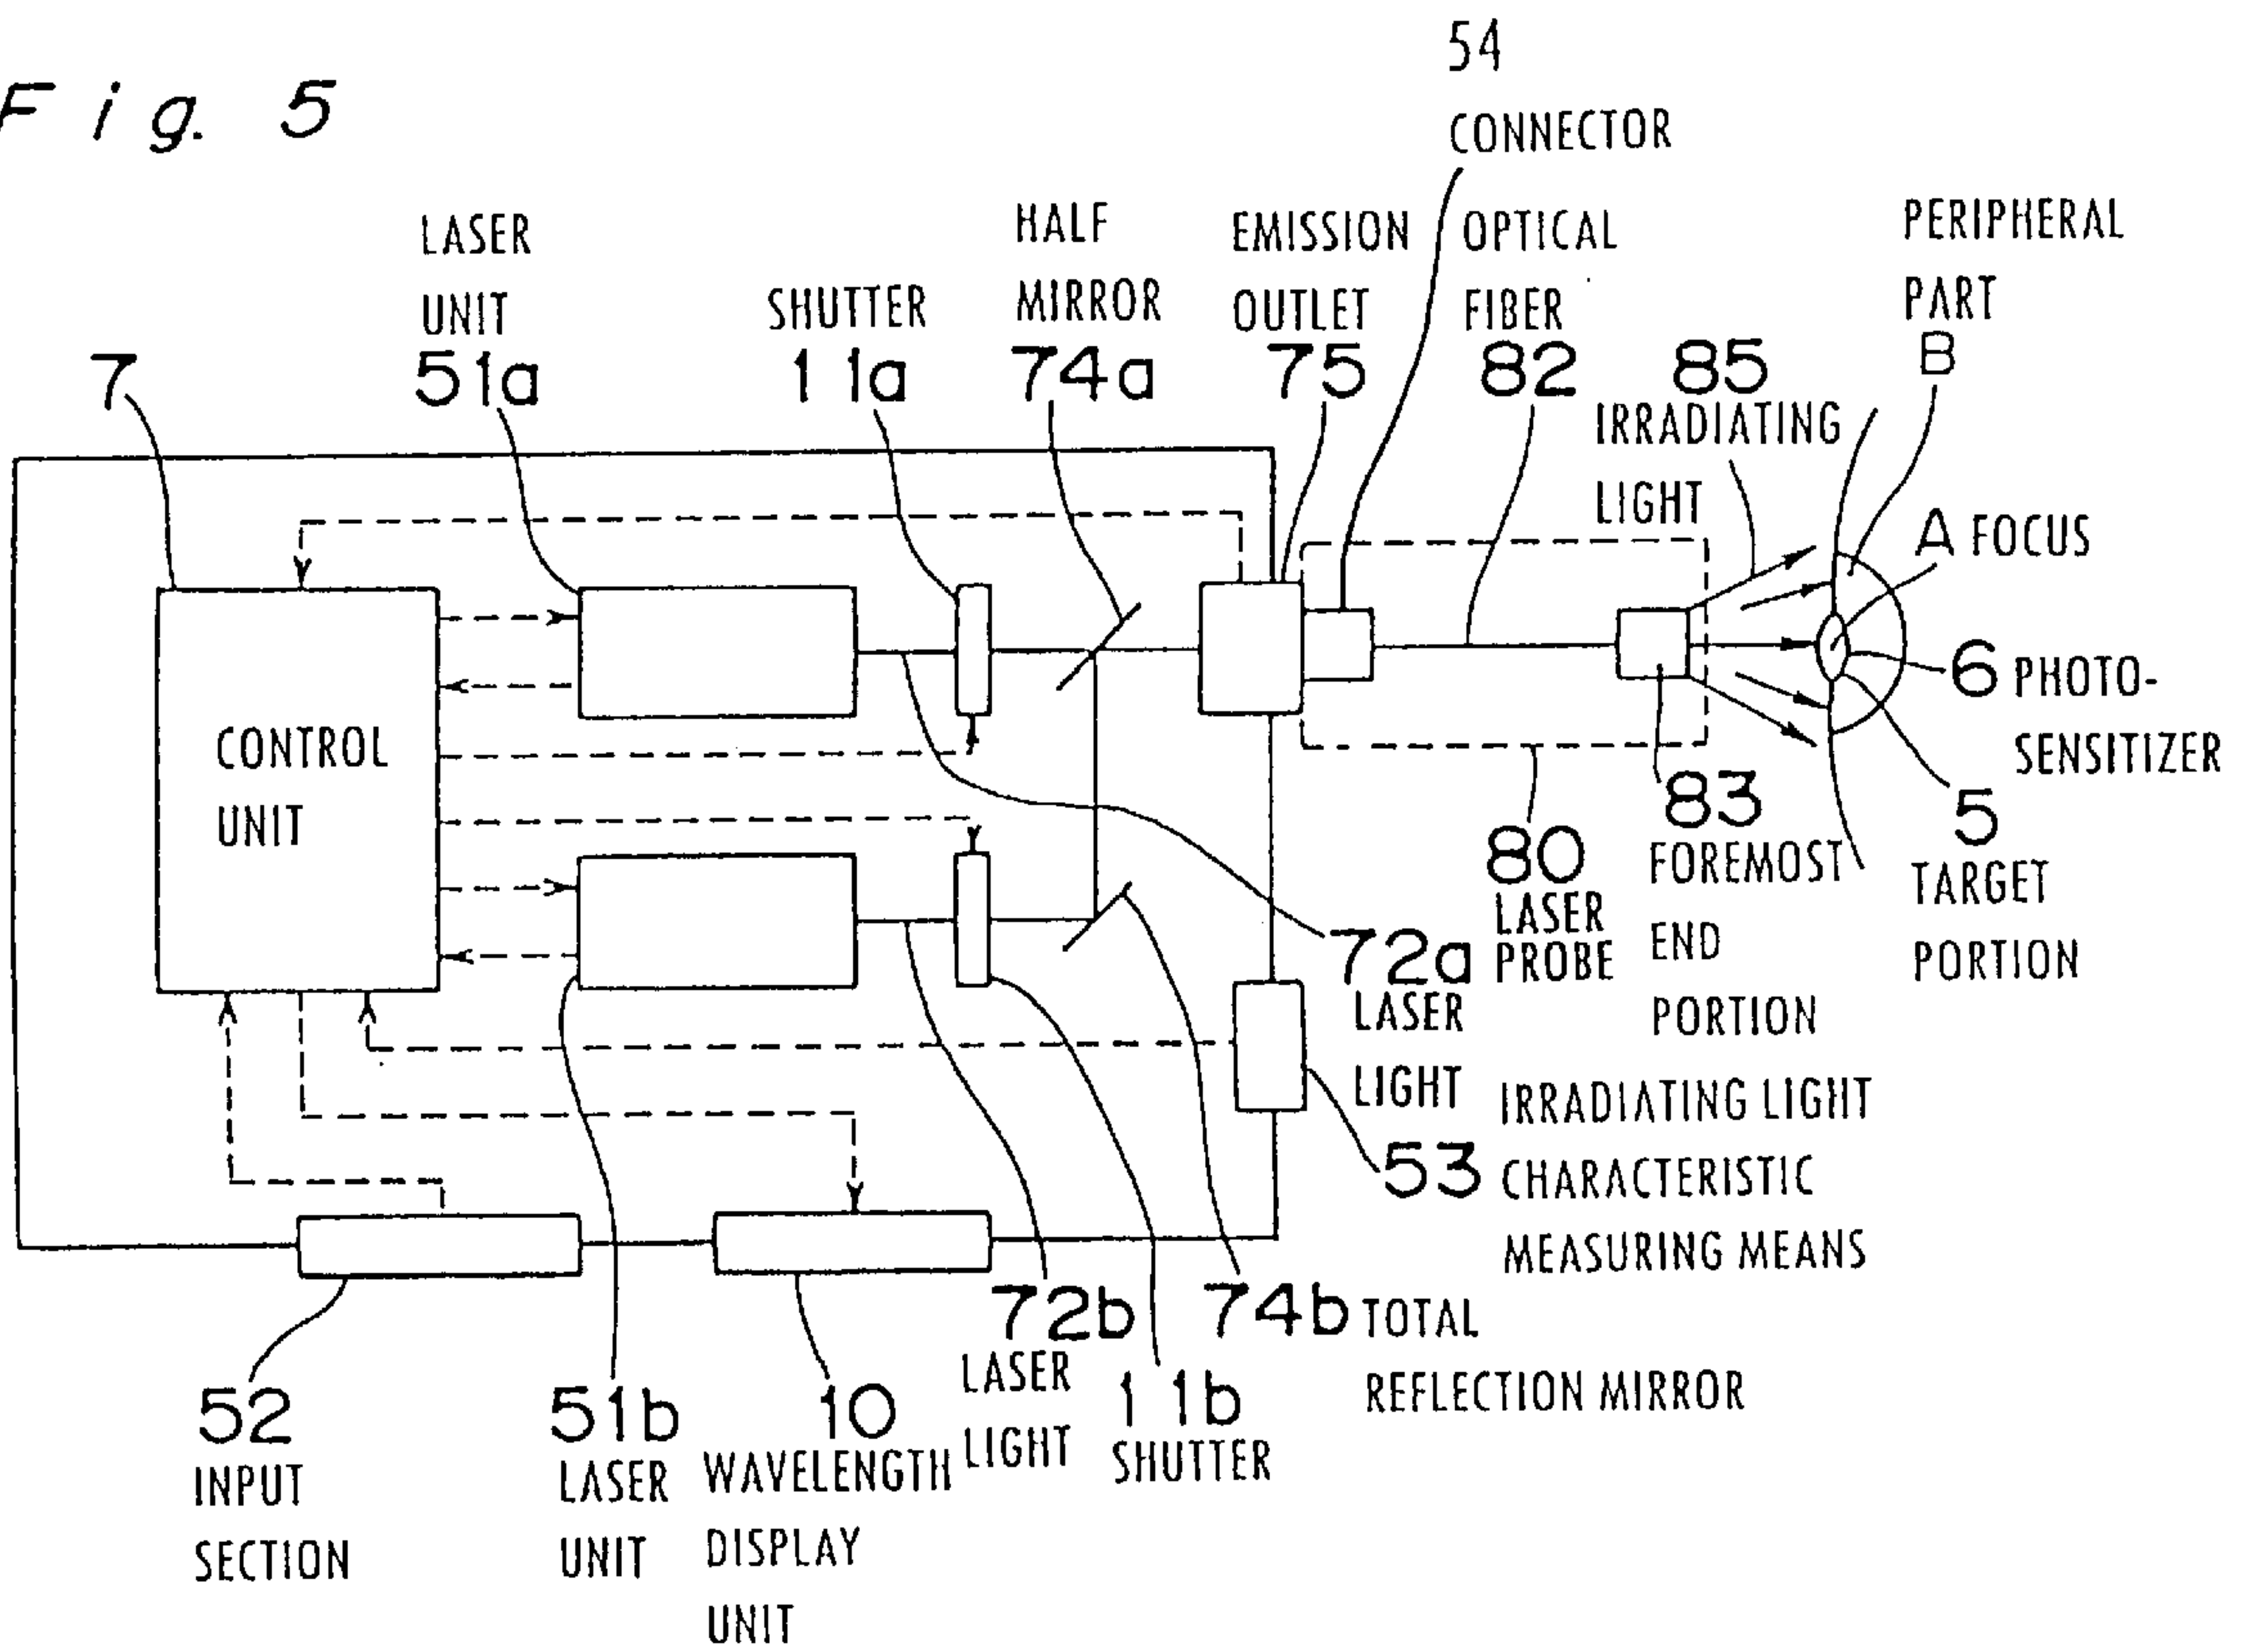 Fig. 5
54
CONNECTOR
LASER
UNIT
51a
SHUTTER
11a
HALF
MIRROR
74a
EMISSION
OUTLET
75
OPTICAL
FIBER
82
85
IRRADIATING
LIGHT
PERIPHERAL
PART
B
A FOCUS
6 PHOTO-
SENSITIZER
5
TARGET
PORTION
7
CONTROL
UNIT
80
LASER
PROBE
83
FOREMOST
END
PORTION
72a
LASER
LIGHT
53 IRRADIATING LIGHT
CHARACTERISTIC
MEASURING MEANS
52
INPUT
SECTION
51b
LASER
UNIT
10
WAVELENGTH
DISPLAY
UNIT
72b
LASER
LIGHT
11b
SHUTTER
74b TOTAL
REFLECTION MIRROR